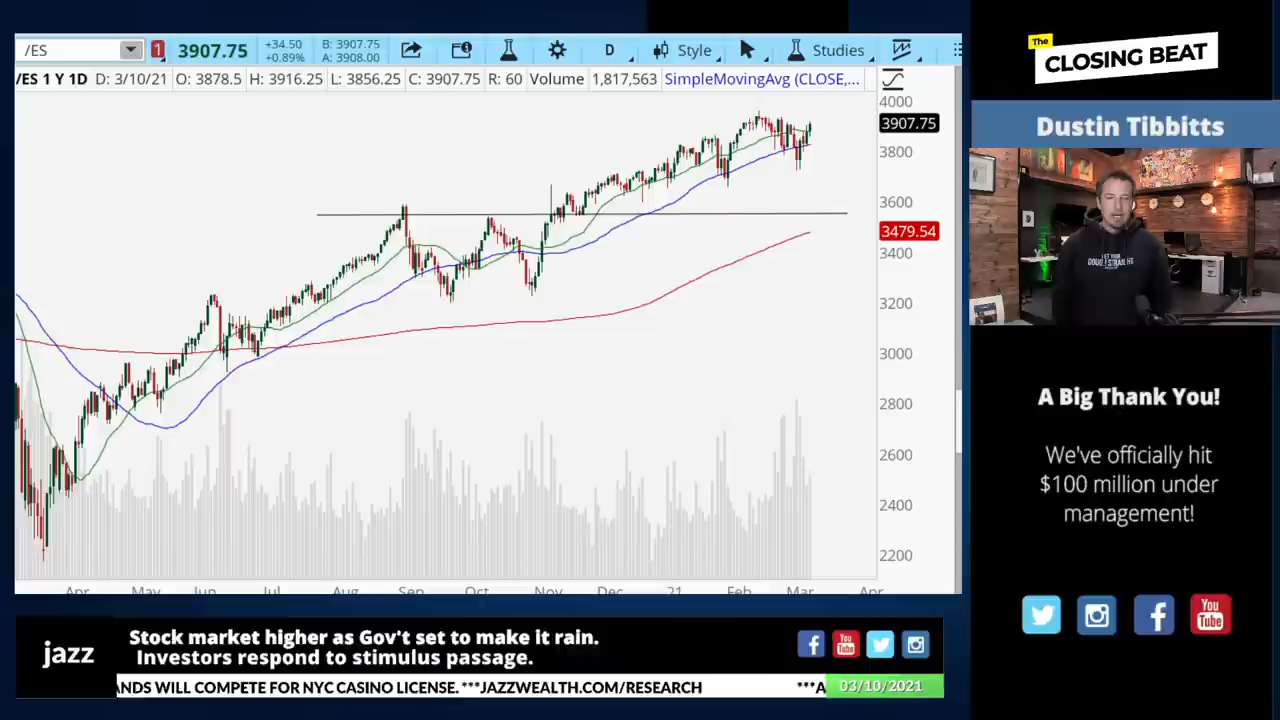 /ES
1
3907.75
+34.50
+0.89%
B: 3907.75
A: 3908.00
D
Style
Studies
/ES 1 Y 1D D: 3/10/21 O: 3878.5 H: 3916.25 L: 3856.25 C: 3907.75 R: 60 Volume 1,817,563 SimpleMovingAvg (CLOSE,...
4000
3907.75
3800
3600
3479.54
3400
3200
3000
2800
2600
2400
2200
Apr May Jun Jul Aug Sep Oct Nov Dec 21 Feb Mar Apr
The
CLOSING BEAT
Dustin Tibbitts
A Big Thank You!
We've officially hit
$100 million under
management!
You
Tube
jazz
Stock market higher as Gov't set to make it rain.
Investors respond to stimulus passage.
You
Tube
ANDS WILL COMPETE FOR NYC CASINO LICENSE. ***JAZZWEALTH.COM/RESEARCH ***A
03/10/2021